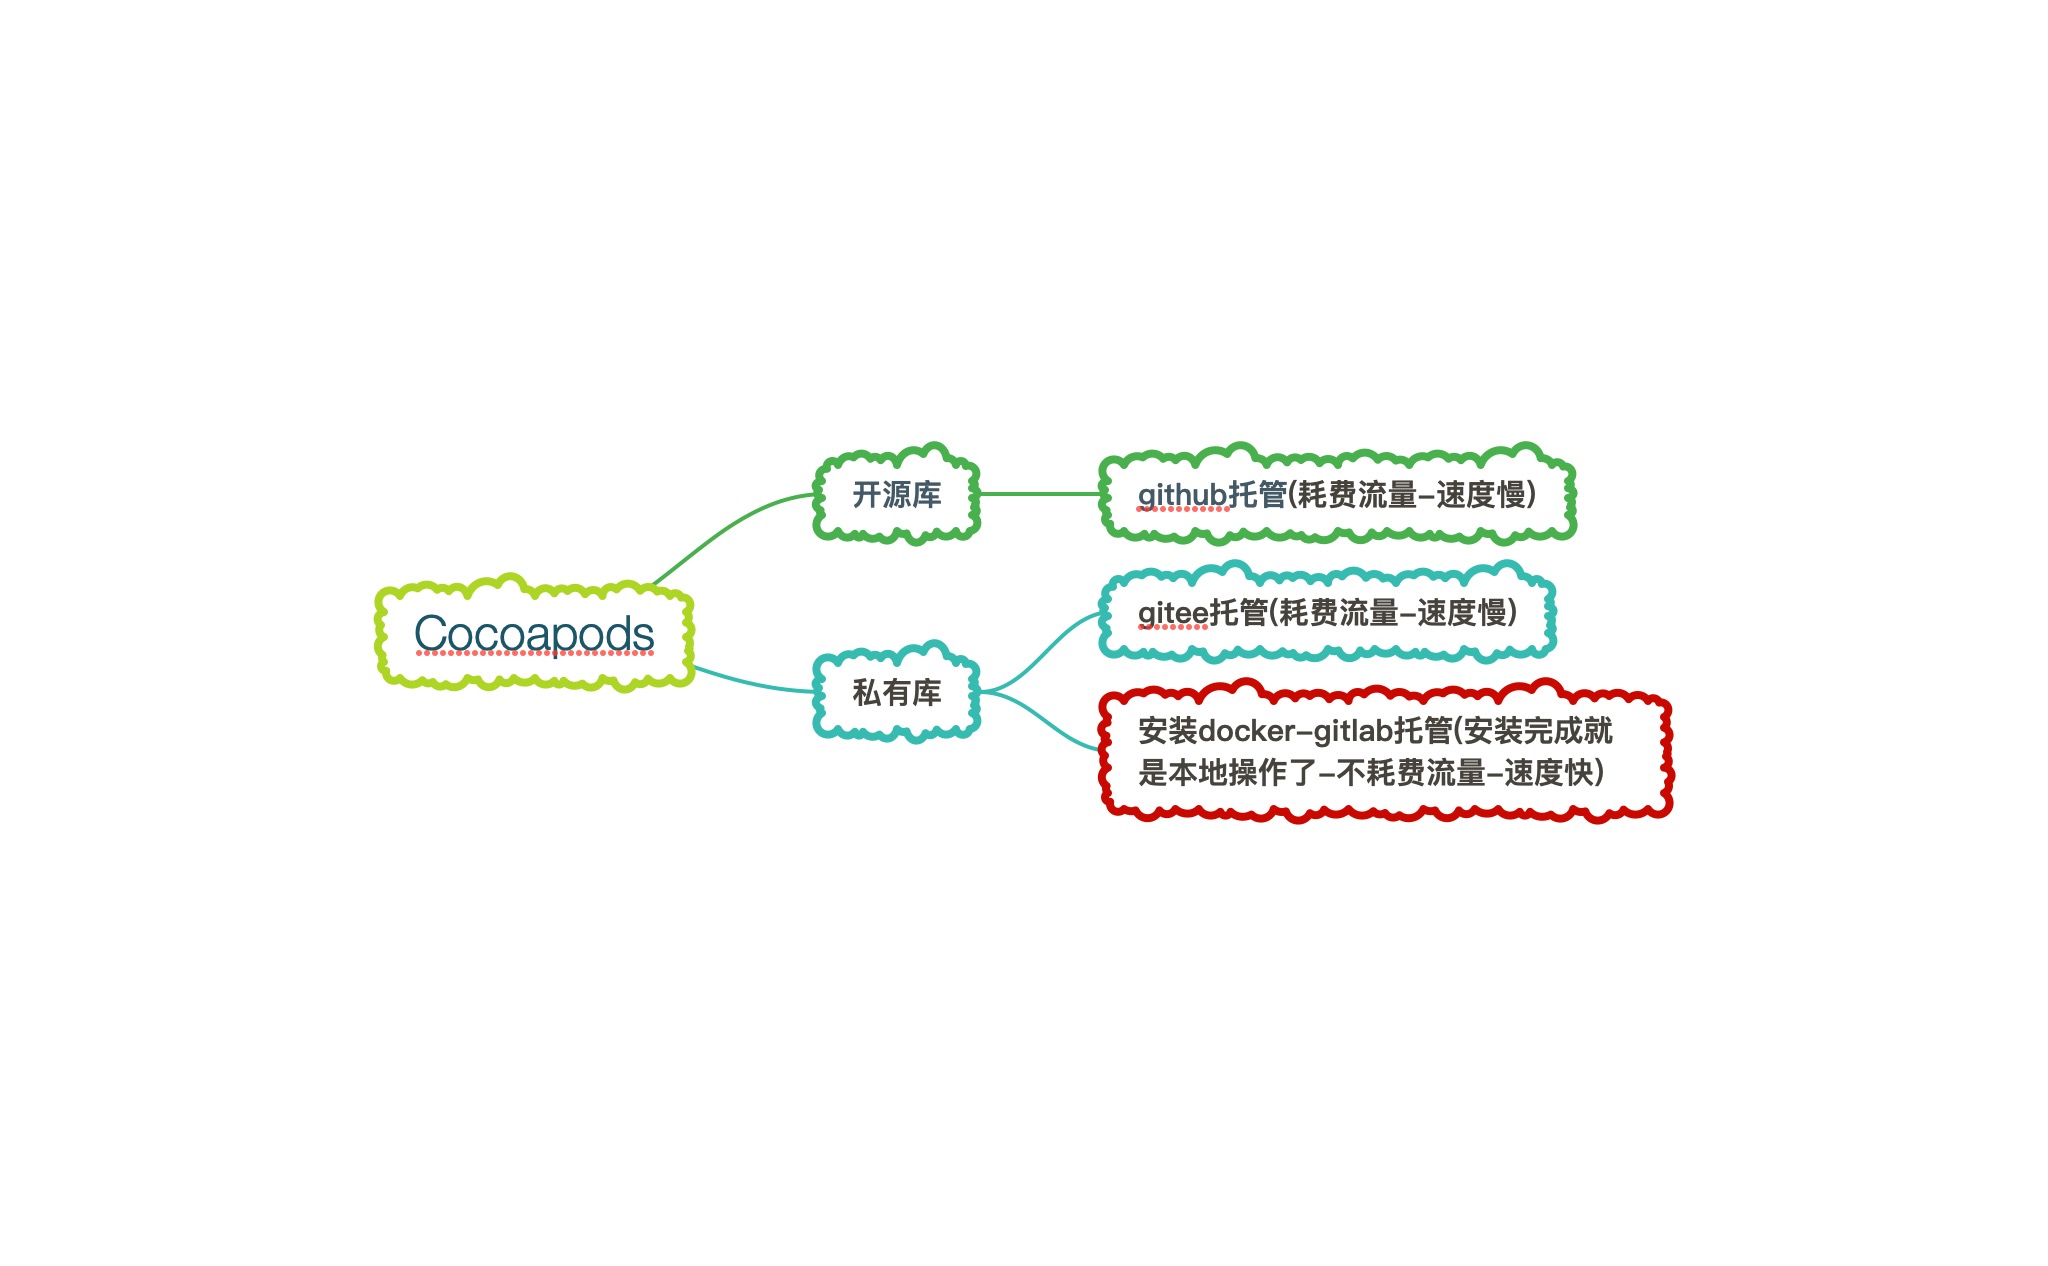 Cocoapods
开源库
github托管(耗费流量-速度慢)
私有库
gitee托管(耗费流量-速度慢)
安装docker-gitlab托管(安装完成就
是本地操作了-不耗费流量-速度快)